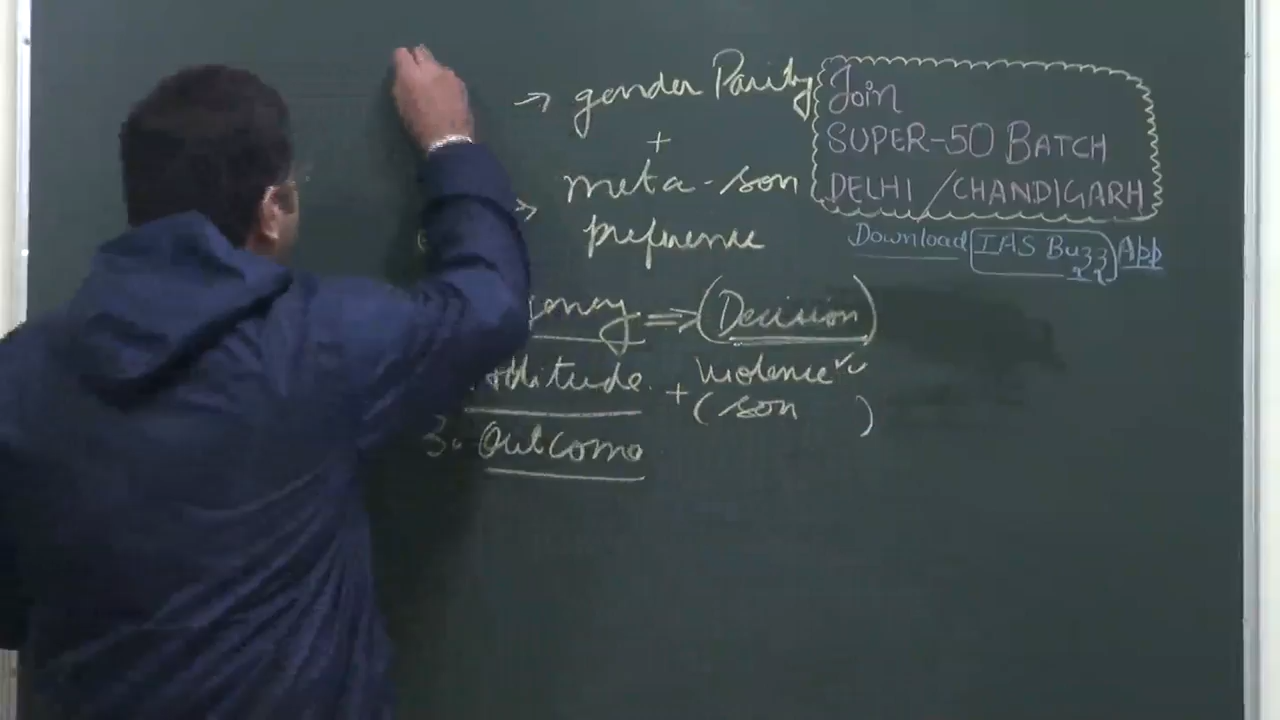 → gender Parity
+
→ meta-son
preference
gency => (Decision)
attitude + violence ✓✓
(son )
3. Outcome
Join
SUPER-50 BATCH
DELHI / CHANDIGARH
Download IAS Buzz App